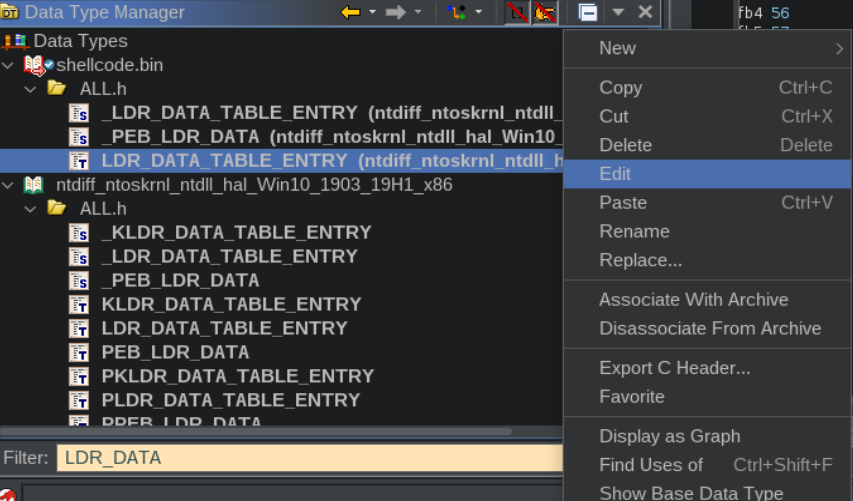 Data Type Manager
Data Types
shellcode.bin
ALL.h
_LDR_DATA_TABLE_ENTRY (ntdiff_ntoskrnl_ntdll_
_PEB_LDR_DATA (ntdiff_ntoskrnl_ntdll_hal_Win10_
LDR_DATA_TABLE_ENTRY (ntdiff_ntoskrnl_ntdll_h
ntdiff_ntoskrnl_ntdll_hal_Win10_1903_19H1_x86
ALL.h
_KLDR_DATA_TABLE_ENTRY
_LDR_DATA_TABLE_ENTRY
_PEB_LDR_DATA
KLDR_DATA_TABLE_ENTRY
LDR_DATA_TABLE_ENTRY
PEB_LDR_DATA
PKLDR_DATA_TABLE_ENTRY
PLDR_DATA_TABLE_ENTRY
PPEB_LDR_DATA
Filter: LDR_DATA
fb4 56
New
Copy Ctrl+C
Cut Ctrl+X
Delete Delete
Edit
Paste Ctrl+V
Rename
Replace...
Associate With Archive
Disassociate From Archive
Export C Header...
Favorite
Display as Graph
Find Uses of Ctrl+Shift+F
Show Base Data Type